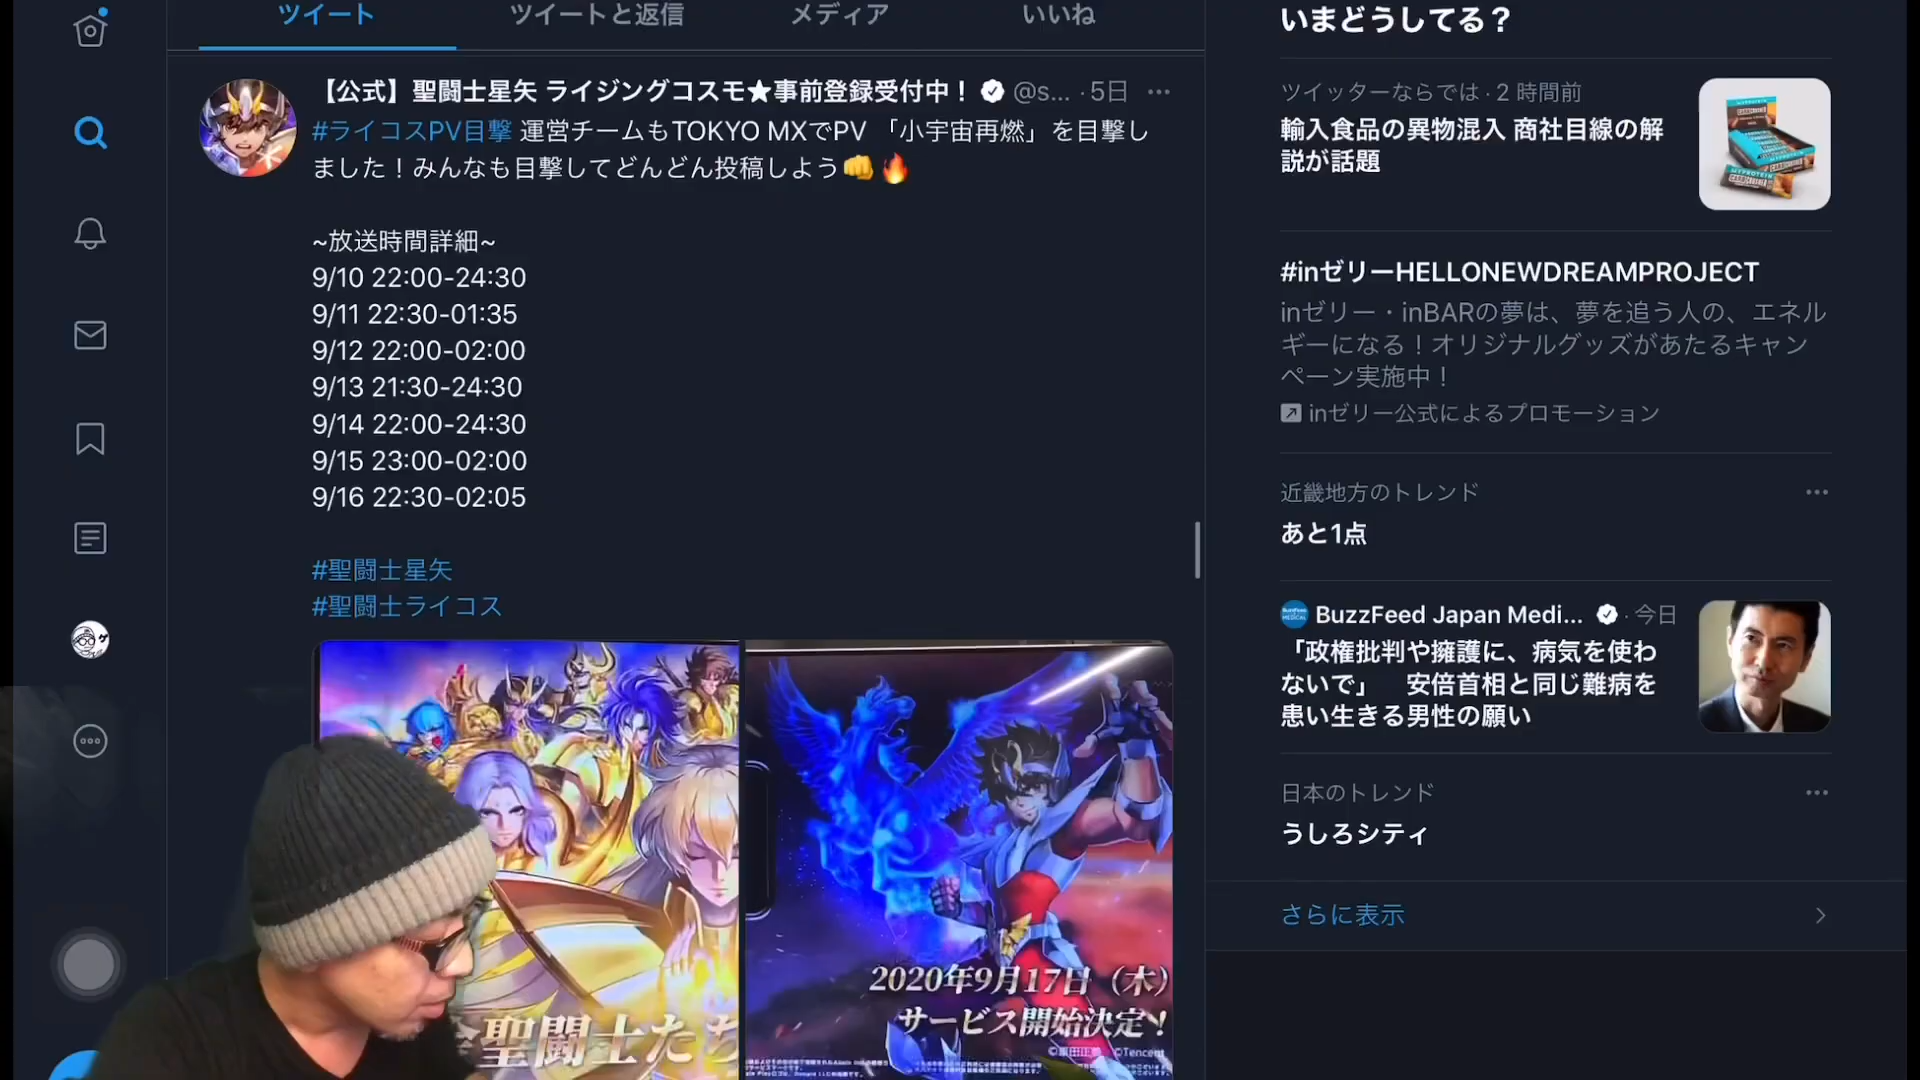 ツイート
ツイートと返信
メディア
いいね
【公式】聖闘士星矢 ライジングコスモ★事前登録受付中！ @s... · 5日
#ライコスPV目撃 運営チームもTOKYO MXでPV 「小宇宙再燃」を目撃し
ました！みんなも目撃してどんどん投稿しよう👊🔥
~放送時間詳細~
9/10 22:00-24:30
9/11 22:30-01:35
9/12 22:00-02:00
9/13 21:30-24:30
9/14 22:00-24:30
9/15 23:00-02:00
9/16 22:30-02:05
#聖闘士星矢
#聖闘士ライコス
聖闘士たち
2020年9月17日（木）
サービス開始決定！
©Tencent
いまどうしてる？
ツイッターならでは · 2 時間前
輸入食品の異物混入 商社目線の解
説が話題
#inゼリーHELLONEWDREAMPROJECT
inゼリー・inBARの夢は、夢を追う人の、エネル
ギーになる！オリジナルグッズがあたるキャン
ペーン実施中！
inゼリー公式によるプロモーション
近畿地方のトレンド
あと1点
BuzzFeed Japan Medi... · 今日
「政権批判や擁護に、病気を使わ
ないで」　安倍首相と同じ難病を
患い生きる男性の願い
日本のトレンド
うしろシティ
さらに表示